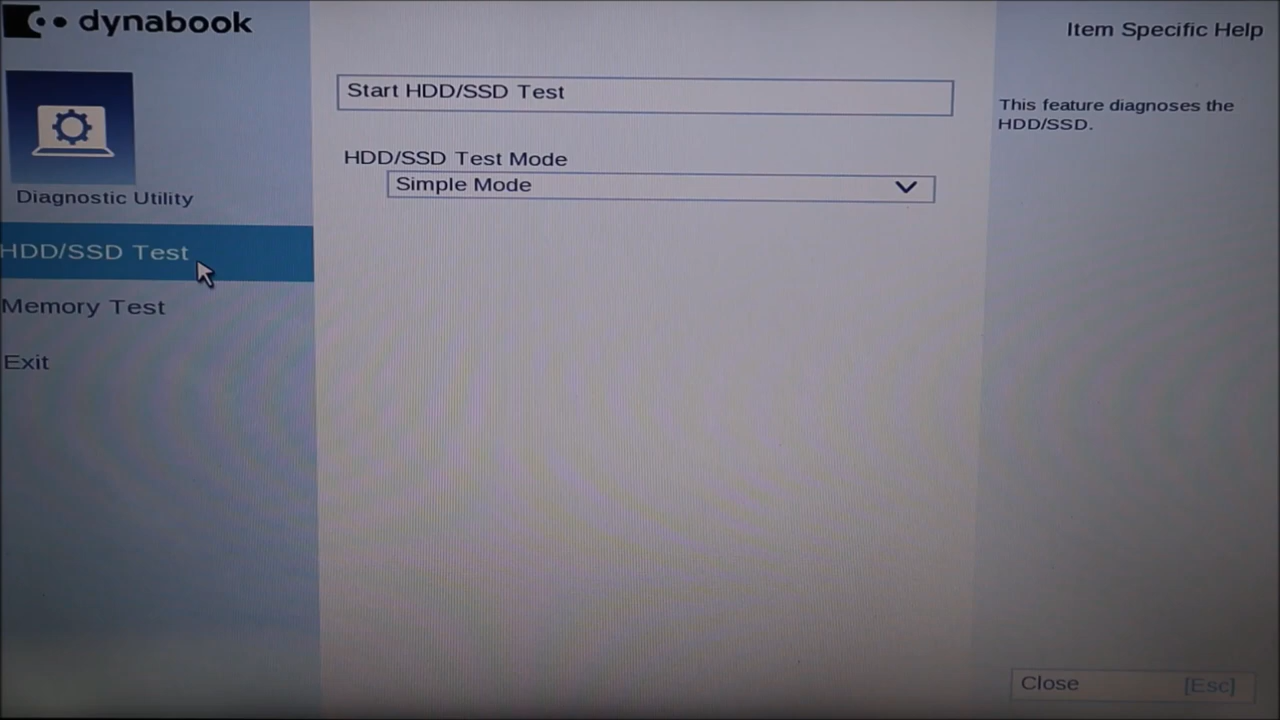 dynabook
Diagnostic Utility
HDD/SSD Test
Memory Test
Exit
Start HDD/SSD Test
HDD/SSD Test Mode
Simple Mode
Item Specific Help
This feature diagnoses the
HDD/SSD.
Close [Esc]